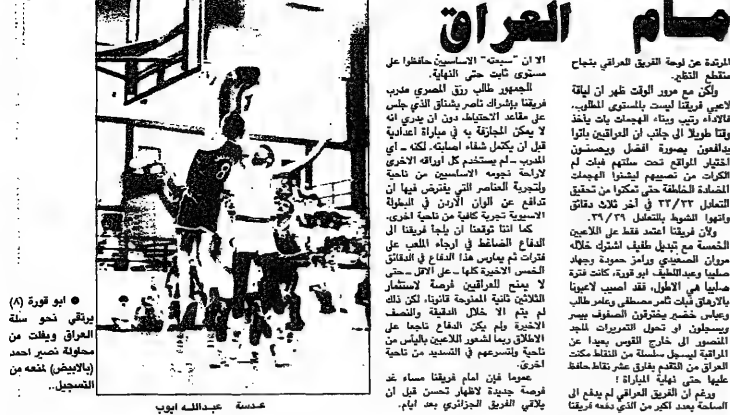 مام العراق
المرتدة عن لوحة الفريق العراقي بنجاح
منقطع النظير.
ولكن مع مرور الوقت ظهر ان لياقة
لاعبي فريقنا ليست بالمستوى المطلوب،
فالاداء رتيب وبناء الهجمات بات يأخذ
وقتا طويلا الى جانب ان العراقيين باتوا
يدافعون بصورة افضل ويحسنون
اختيار المواقع تحت سلتهم فبات لم
الكرات من نصيبهم ليشنوا الهجمات
المضادة الخاطفة حتى تمكنوا من تحقيق
التعادل ٣٣/٣٣ في آخر ثلاث دقائق
وانهوا الشوط بالتعادل ٣٩/٣٩.
ولأن فريقنا اعتمد فقط على اللاعبين
الخمسة مع تبديل طفيف اشترك خلاله
مروان الصعيدي ورامز حمودة وجهاد
صليبا وعبداللطيف ابو قورة، كانت فترة
صليبا هي الاطول، فقد اصيب لاعبونا
بالارهاق فبات ثامر مصطفى وعامر طالب
وعباس خضير يخترقون الصفوف بيسر
ويسجلون او تحول التمريرات للجد
المنصور الى خارج القوس بعيدا عن
المراقبة ليسجل سلسلة من النقاط مكنت
العراق من التقدم بفارق عشر نقاط حافظ
عليها حتى نهاية المباراة !
ورغم ان الفريق العراقي لم يدفع الى
الساحة بعدد اكبر من الذي دفعه فريقنا
الا ان "سبعته" الاساسيين حافظوا على
مستوى ثابت حتى النهاية.
الجمهور طالب رزق المصري مدرب
فريقنا بإشراك ناصر بشناق الذي جلس
على مقاعد الاحتياط، دون ان يدري انه
لا يمكن المجازفة به في مباراة اعدادية
قبل ان يكتمل شفاء اصابته. لكنه - اي
المدرب - لم يستخدم كل اوراقه الاخرى
لاراحة نجومه الاساسيين من ناحية
ولتجربة العناصر التي يفترض فيها ان
تدافع عن الوان الاردن في البطولة
الاسيوية تجربة كافية من ناحية اخرى.
كما اننا توقعنا ان يلجأ فريقنا الى
الدفاع الضاغط في ارجاء الملعب على
فترات ثم يمارس هذا الدفاع في الدقائق
الخمس الاخيرة كلها - على الاقل - حتى
لا يمنح للعراقيين فرصة لاستثمار
الثلاثين ثانية الممنوحة قانونا، لكن ذلك
لم يتم الا خلال الدقيقة والنصف
الاخيرة ولم يكن الدفاع ناجحا على
الاطلاق ربما لشعور اللاعبين باليأس من
ناحية ولتسرعهم في التسديد من ناحية
اخرى.
عموما فإن امام فريقنا مساء غد
فرصة جديدة لاظهار تحسن قبل ان
يلاقي الفريق الجزائري بعد ايام.
8
عدسة عبدالله ايوب
● ابو قورة (٨)
يرتقي نحو سلة
العراق ويفلت من
محاولة نصير احمد
(بالابيض) لمنعه من
التسجيل..